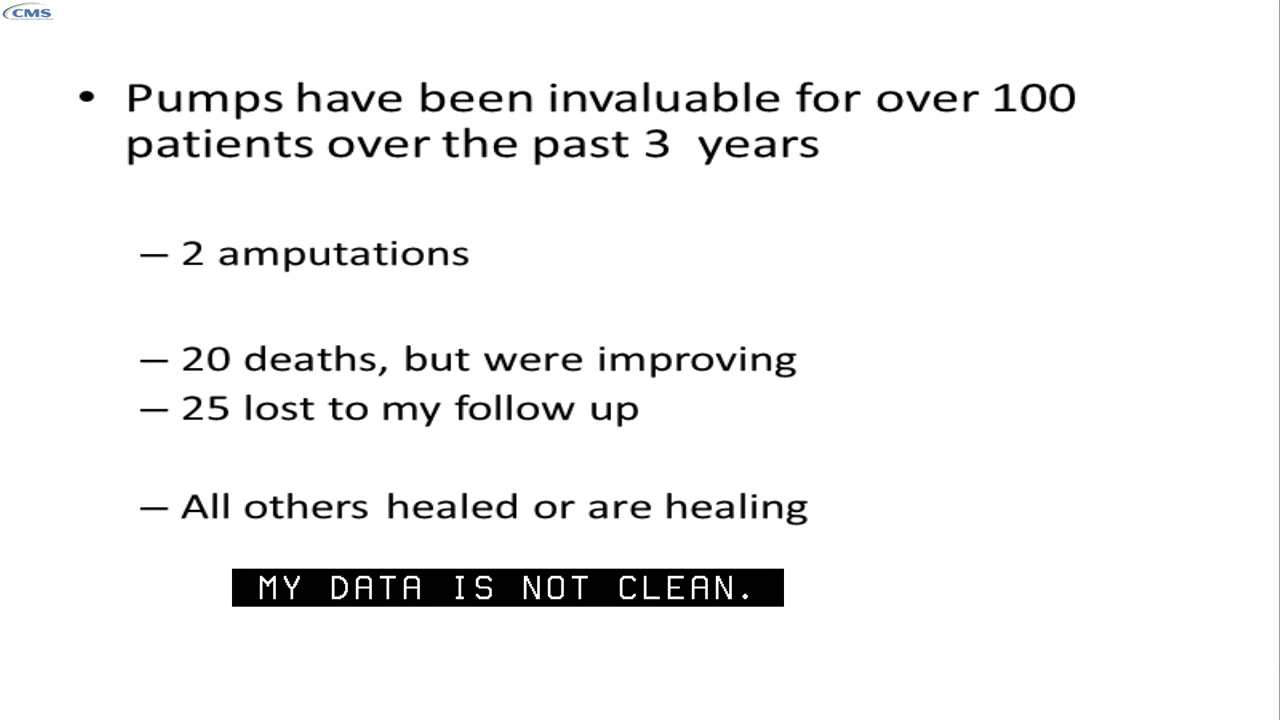 CMS
• Pumps have been invaluable for over 100
patients over the past 3 years
– 2 amputations
– 20 deaths, but were improving
– 25 lost to my follow up
– All others healed or are healing
MY DATA IS NOT CLEAN.